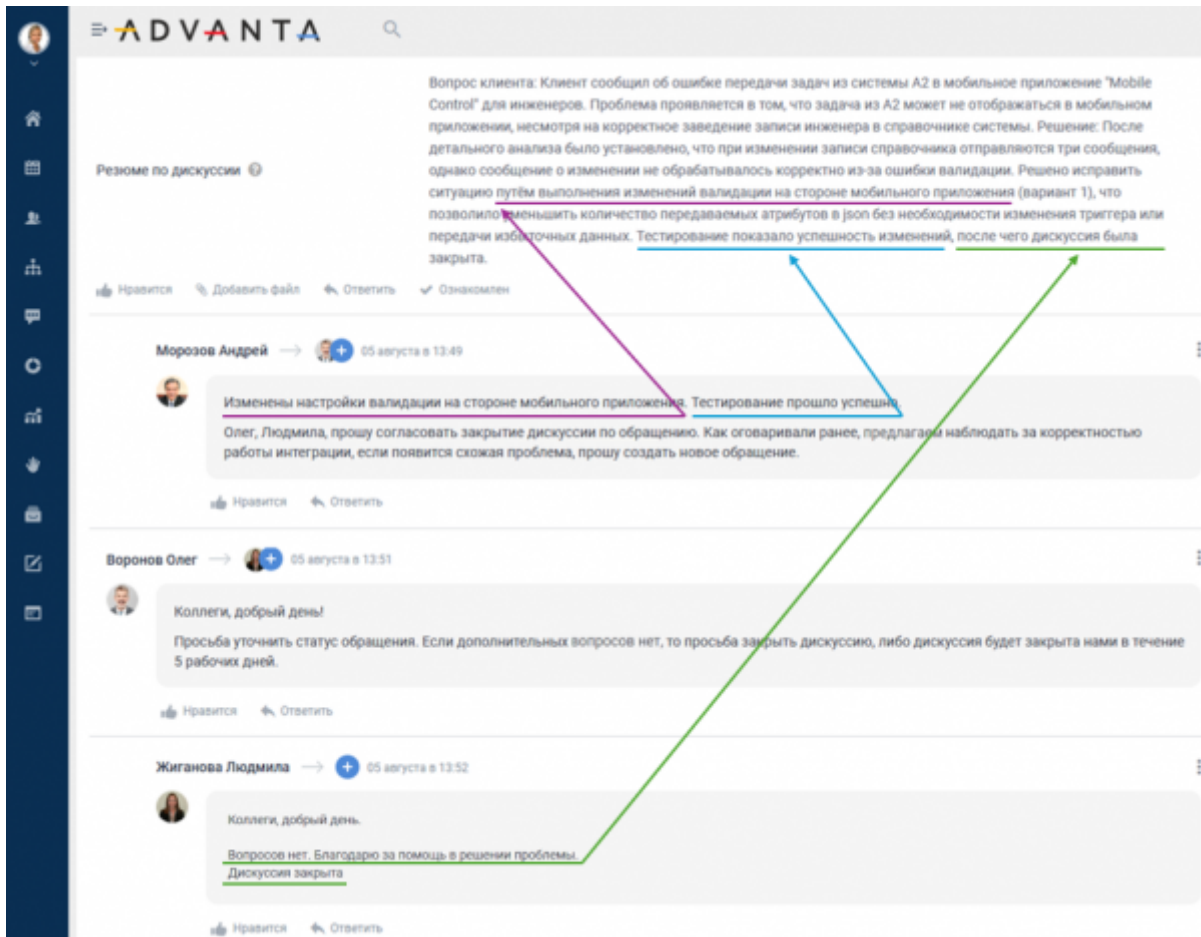 ADVANTA
Вопрос клиента: Клиент сообщил об ошибке передачи задач из системы А2 в мобильное приложение "Mobile
Control" для инженеров. Проблема проявляется в том, что задача из А2 может не отображаться в мобильном
приложении, несмотря на корректное заведение записи инженера в справочнике системы. Решение: После
детального анализа было установлено, что при изменении записи справочника отправляются три сообщения,
Резюме по дискуссии
однако сообщение о изменении не обрабатывалось корректно из-за ошибки валидации. Решено исправить
ситуацию путём выполнения изменений валидации на стороне мобильного приложения (вариант 1), что
позволило уменьшить количество передаваемых атрибутов в json без необходимости изменения триггера или
передачи избыточных данных. Тестирование показало успешность изменений, после чего дискуссия была
закрыта.
Нравится Добавить файл Ответить Ознакомлен
Морозов Андрей 05 августа в 13:49
Изменены настройки валидации на стороне мобильного приложения. Тестирование прошло успешно.
Олег, Людмила, прошу согласовать закрытие дискуссии по обращению. Как оговаривали ранее, предлагаем наблюдать за корректностью
работы интеграции, если появится схожая проблема, прошу создать новое обращение.
Нравится Ответить
Воронов Олег 05 августа в 13:51
Коллеги, добрый день!
Просьба уточнить статус обращения. Если дополнительных вопросов нет, то просьба закрыть дискуссию, либо дискуссия будет закрыта нами в течение
5 рабочих дней.
Нравится Ответить
Жиганова Людмила 05 августа в 13:52
Коллеги, добрый день.
Вопросов нет. Благодарю за помощь в решении проблемы.
Дискуссия закрыта
Нравится Ответить